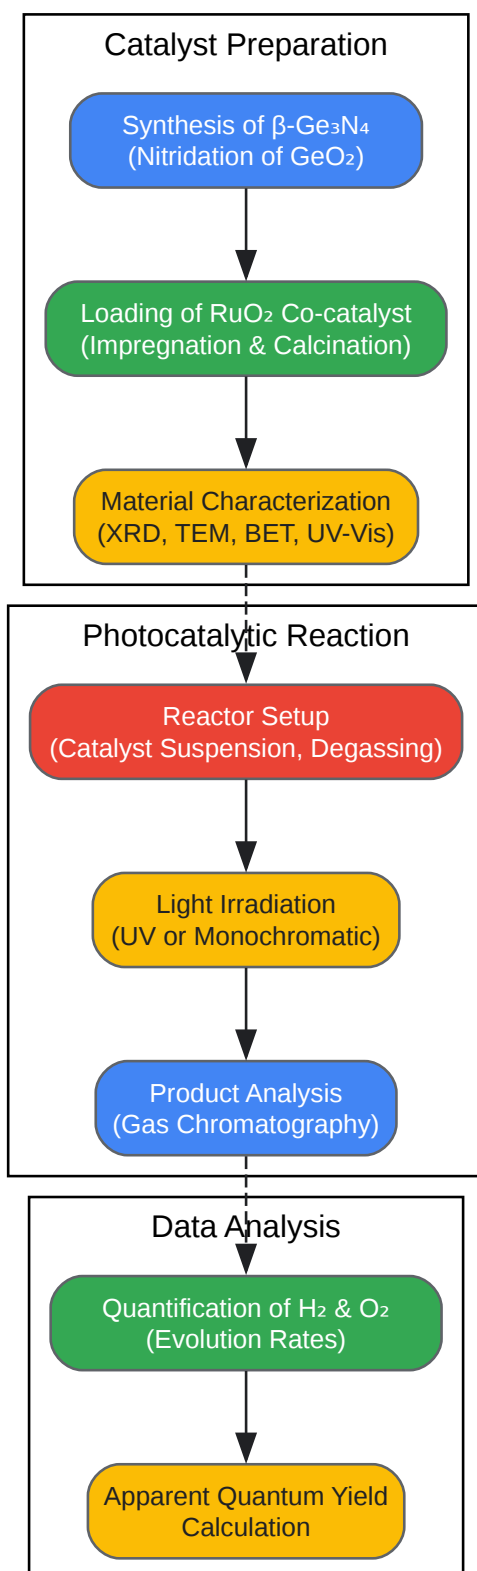 Catalyst Preparation
Synthesis of β-Ge₃N₄
(Nitridation of GeO₂)
Loading of RuO₂ Co-catalyst
(Impregnation & Calcination)
Material Characterization
(XRD, TEM, BET, UV-Vis)
Photocatalytic Reaction
Reactor Setup
(Catalyst Suspension, Degassing)
Light Irradiation
(UV or Monochromatic)
Product Analysis
(Gas Chromatography)
Data Analysis
Quantification of H₂ & O₂
(Evolution Rates)
Apparent Quantum Yield
Calculation